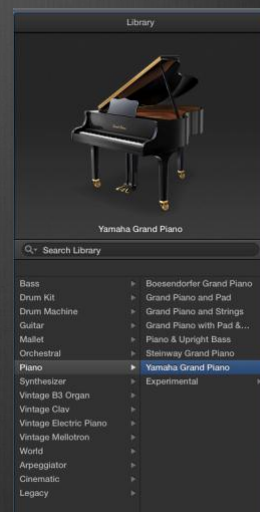 Library
Yamaha Grand Piano
Search Library
Bass
Drum Kit
Drum Machine
Guitar
Mallet
Orchestral
Piano
Synthesizer
Vintage B3 Organ
Vintage Clav
Vintage Electric Piano
Vintage Mellotron
World
Arpeggiator
Cinematic
Legacy
Boesendorfer Grand Piano
Grand Piano and Pad
Grand Piano and Strings
Grand Piano with Pad &...
Piano & Upright Bass
Steinway Grand Piano
Yamaha Grand Piano
Experimental